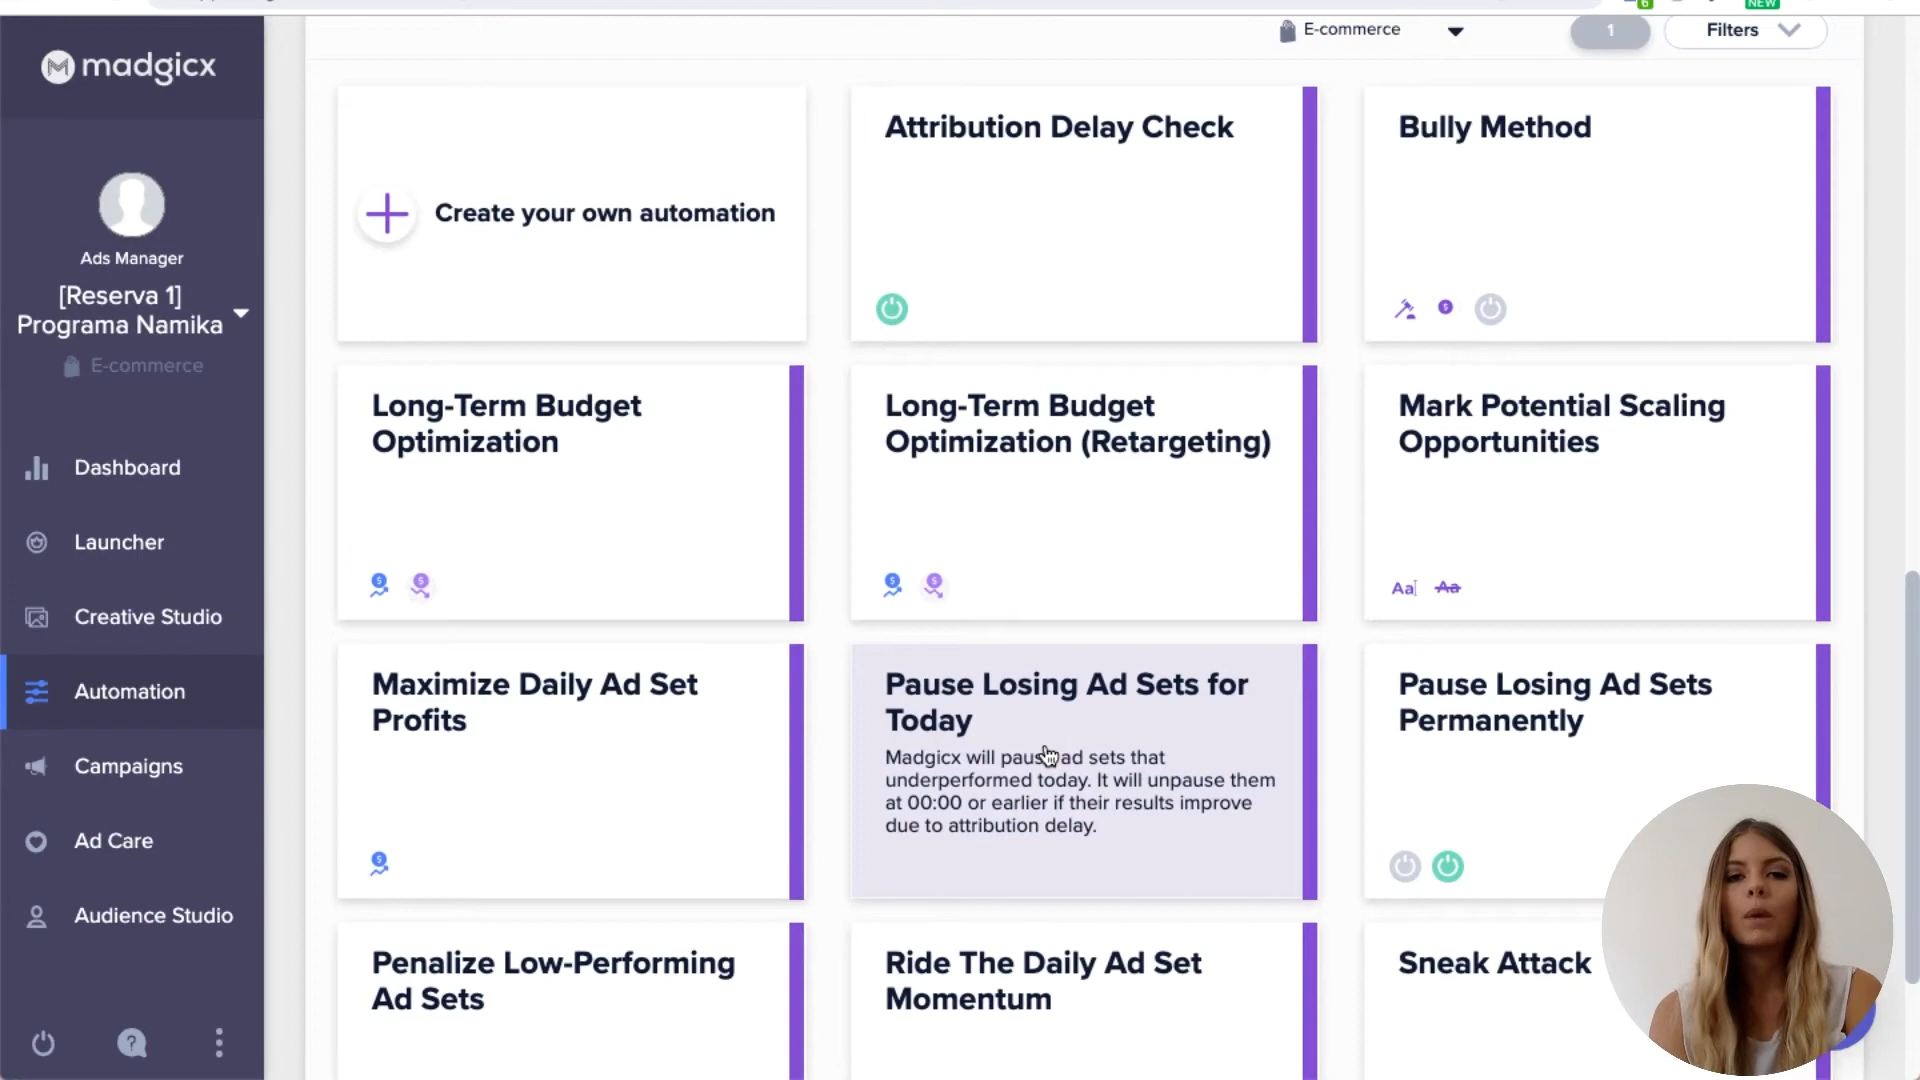 6
NEW
madgicx
E-commerce
1
Filters
Ads Manager
[Reserva 1]
Programa Namika
E-commerce
Dashboard
Launcher
Creative Studio
Automation
Campaigns
Ad Care
Audience Studio
?
Create your own automation
Attribution Delay Check
Bully Method
$
Long-Term Budget
Optimization
$ $
Long-Term Budget
Optimization (Retargeting)
$ $
Mark Potential Scaling
Opportunities
Aa Aa
Maximize Daily Ad Set
Profits
$
Pause Losing Ad Sets for
Today
Madgicx will pause ad sets that
underperformed today. It will unpause them
at 00:00 or earlier if their results improve
due to attribution delay.
Pause Losing Ad Sets
Permanently
Penalize Low-Performing
Ad Sets
Ride The Daily Ad Set
Momentum
Sneak Attack